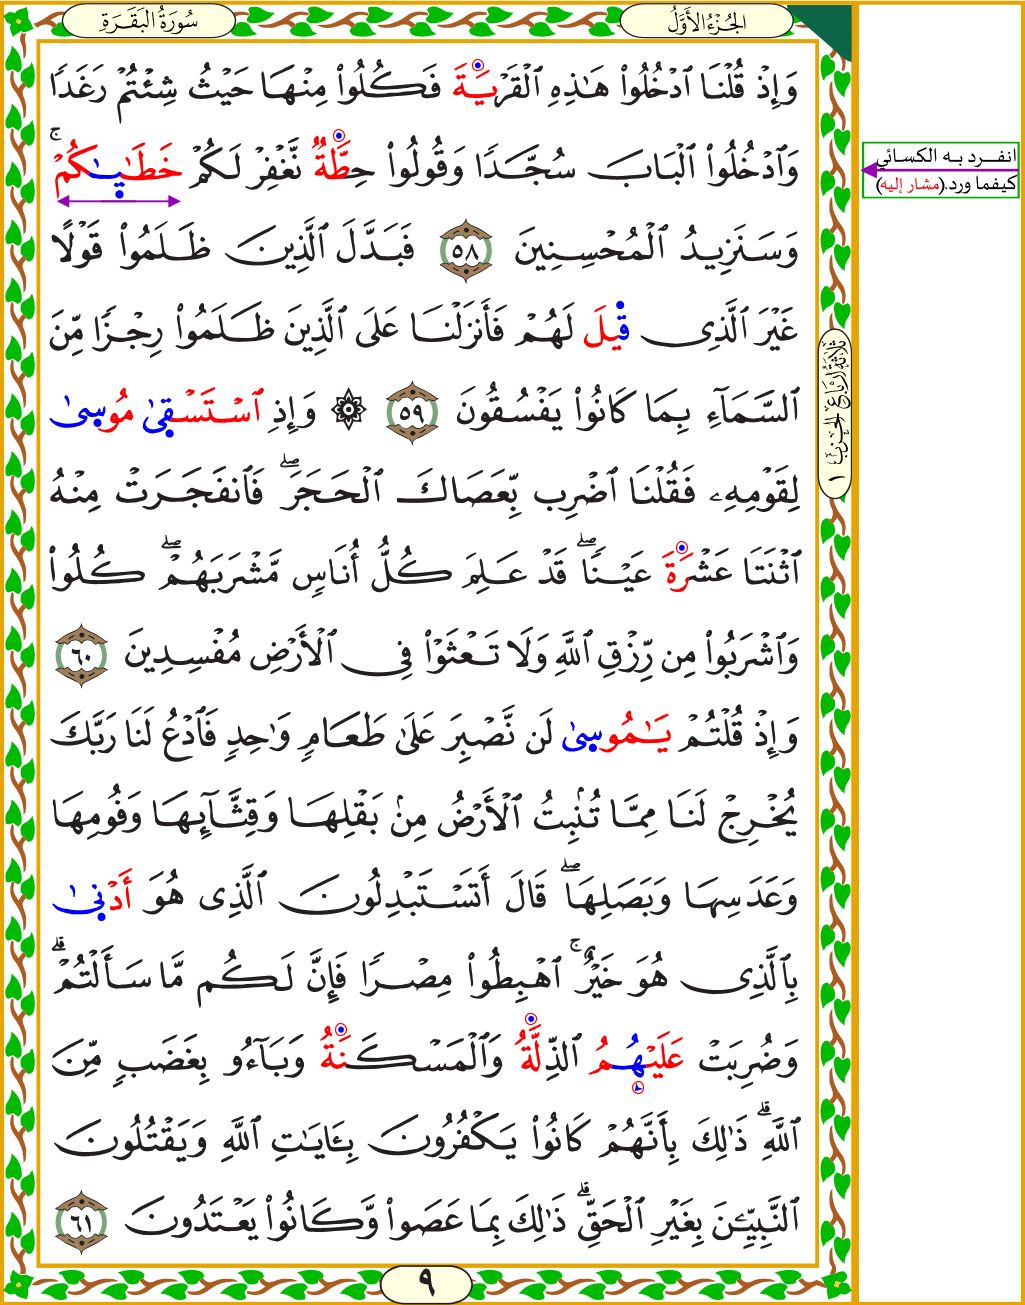 الجُزْءُ الأَوَّلُ
سُورَةُ البَقَرَةِ
وَإِذْ قُلْنَا ٱدْخُلُوا۟ هَـٰذِهِ ٱلْقَرْيَةَ فَكُلُوا۟ مِنْهَا حَيْثُ شِئْتُمْ رَغَدًا
وَٱدْخُلُوا۟ ٱلْبَابَ سُجَّدًا وَقُولُوا۟ حِطَّةٌ نَّغْفِرْ لَكُمْ خَطَـٰيَـٰكُمْ ۚ
وَسَنَزِيدُ ٱلْمُحْسِنِينَ ٥٨ فَبَدَّلَ ٱلَّذِينَ ظَلَمُوا۟ قَوْلًا
غَيْرَ ٱلَّذِى قِيلَ لَهُمْ فَأَنزَلْنَا عَلَى ٱلَّذِينَ ظَلَمُوا۟ رِجْزًا مِّنَ
ٱلسَّمَآءِ بِمَا كَانُوا۟ يَفْسُقُونَ ٥٩ ۞ وَإِذِ ٱسْتَسْقَىٰ مُوسَىٰ
لِقَوْمِهِۦ فَقُلْنَا ٱضْرِب بِّعَصَاكَ ٱلْحَجَرَ ۖ فَٱنفَجَرَتْ مِنْهُ
ٱثْنَتَا عَشْرَةَ عَيْنًا ۖ قَدْ عَلِمَ كُلُّ أُنَاسٍ مَّشْرَبَهُمْ ۖ كُلُوا۟
وَٱشْرَبُوا۟ مِن رِّزْقِ ٱللَّهِ وَلَا تَعْثَوْا۟ فِى ٱلْأَرْضِ مُفْسِدِينَ ٦٠
وَإِذْ قُلْتُمْ يَـٰمُوسَىٰ لَن نَّصْبِرَ عَلَىٰ طَعَامٍ وَٰحِدٍ فَٱدْعُ لَنَا رَبَّكَ
يُخْرِجْ لَنَا مِمَّا تُنۢبِتُ ٱلْأَرْضُ مِنۢ بَقْلِهَا وَقِثَّآئِهَا وَفُومِهَا
وَعَدَسِهَا وَبَصَلِهَا ۖ قَالَ أَتَسْتَبْدِلُونَ ٱلَّذِى هُوَ أَدْنَىٰ
بِٱلَّذِى هُوَ خَيْرٌ ۚ ٱهْبِطُوا۟ مِصْرًا فَإِنَّ لَكُم مَّا سَأَلْتُمْ ۗ
وَضُرِبَتْ عَلَيْهُمُ ٱلذِّلَّةُ وَٱلْمَسْكَنَةُ وَبَآءُو بِغَضَبٍ مِّنَ
ٱللَّهِ ۗ ذَٰلِكَ بِأَنَّهُمْ كَانُوا۟ يَكْفُرُونَ بِـَٔايَـٰتِ ٱللَّهِ وَيَقْتُلُونَ
ٱلنَّبِيِّـۧنَ بِغَيْرِ ٱلْحَقِّ ۗ ذَٰلِكَ بِمَا عَصَوا۟ وَّكَانُوا۟ يَعْتَدُونَ ٦١
٩
ثلاثة أرباع الحزب ١
انفرد به الكسائي
كيفما ورد.(مشار إليه)